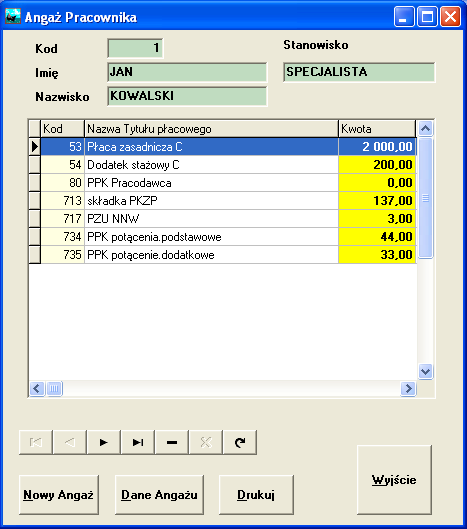 Angaż Pracownika
Kod 1 Stanowisko
Imię JAN SPECJALISTA
Nazwisko KOWALSKI
Kod Nazwa Tytułu płacowego Kwota
53 Płaca zasadnicza C 2 000,00
54 Dodatek stażowy C 200,00
80 PPK Pracodawca 0,00
713 składka PKZP 137,00
717 PZU NNW 3,00
734 PPK potącenia.podstawowe 44,00
735 PPK potącenie.dodatkowe 33,00
Nowy Angaż Dane Angażu Drukuj Wyjście